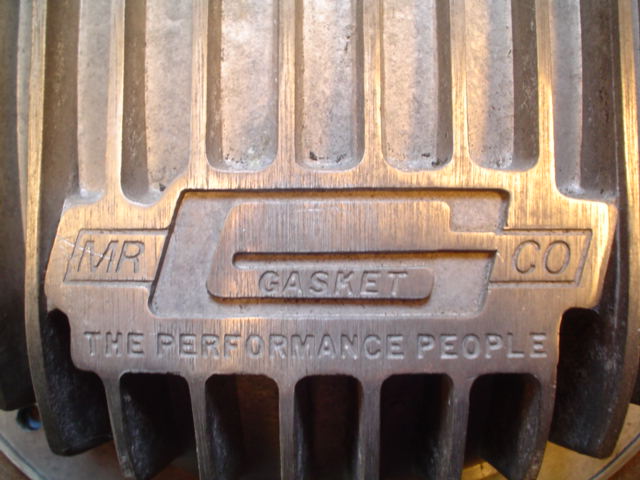 MR GASKET CO
THE PERFORMANCE PEOPLE